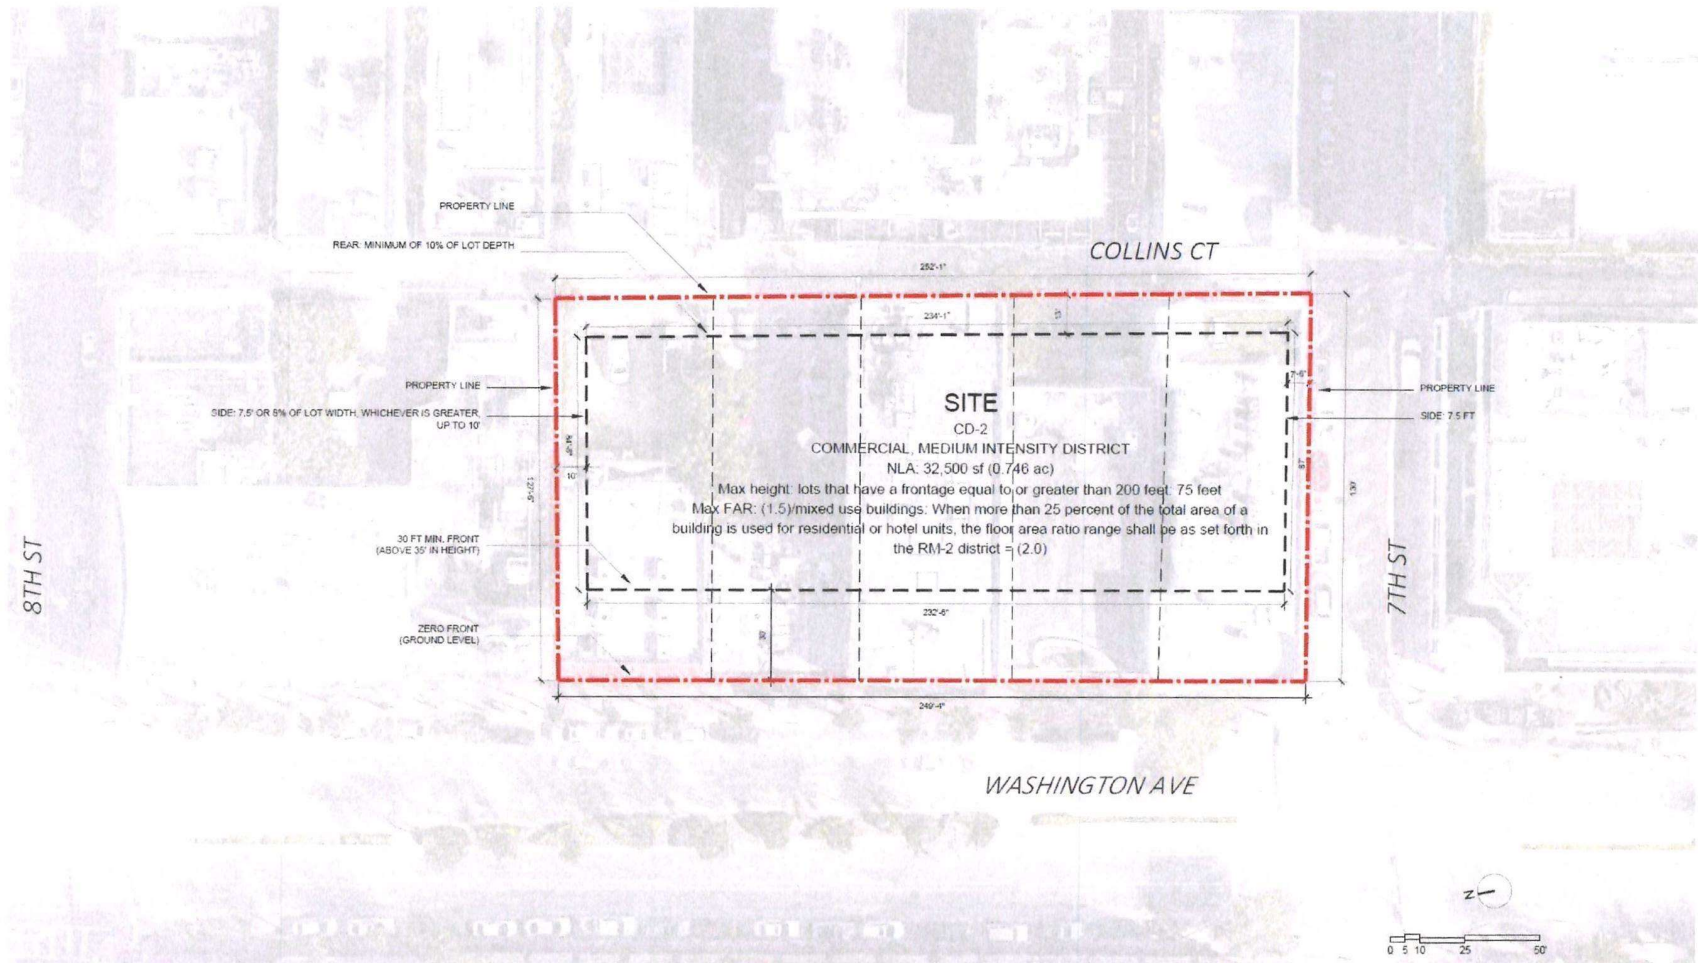 PROPERTY LINE
REAR: MINIMUM OF 10% OF LOT DEPTH
COLLINS CT
252'-1"
234'-1"
13'
7'-6"
PROPERTY LINE
PROPERTY LINE
SIDE: 7.5' OR 8% OF LOT WIDTH, WHICHEVER IS GREATER,
UP TO 10'
SIDE: 7.5 FT
SITE
CD-2
COMMERCIAL, MEDIUM INTENSITY DISTRICT
NLA: 32,500 sf (0.746 ac)
Max height: lots that have a frontage equal to or greater than 200 feet: 75 feet
Max FAR: (1.5)/mixed use buildings: When more than 25 percent of the total area of a
building is used for residential or hotel units, the floor area ratio range shall be as set forth in
the RM-2 district = (2.0)
10'
127'-6"
87'
130'
30 FT MIN. FRONT
(ABOVE 35' IN HEIGHT)
8TH ST
7TH ST
232'-6"
30'
ZERO FRONT
(GROUND LEVEL)
249'-4"
WASHINGTON AVE
N
0 5 10 25 50'